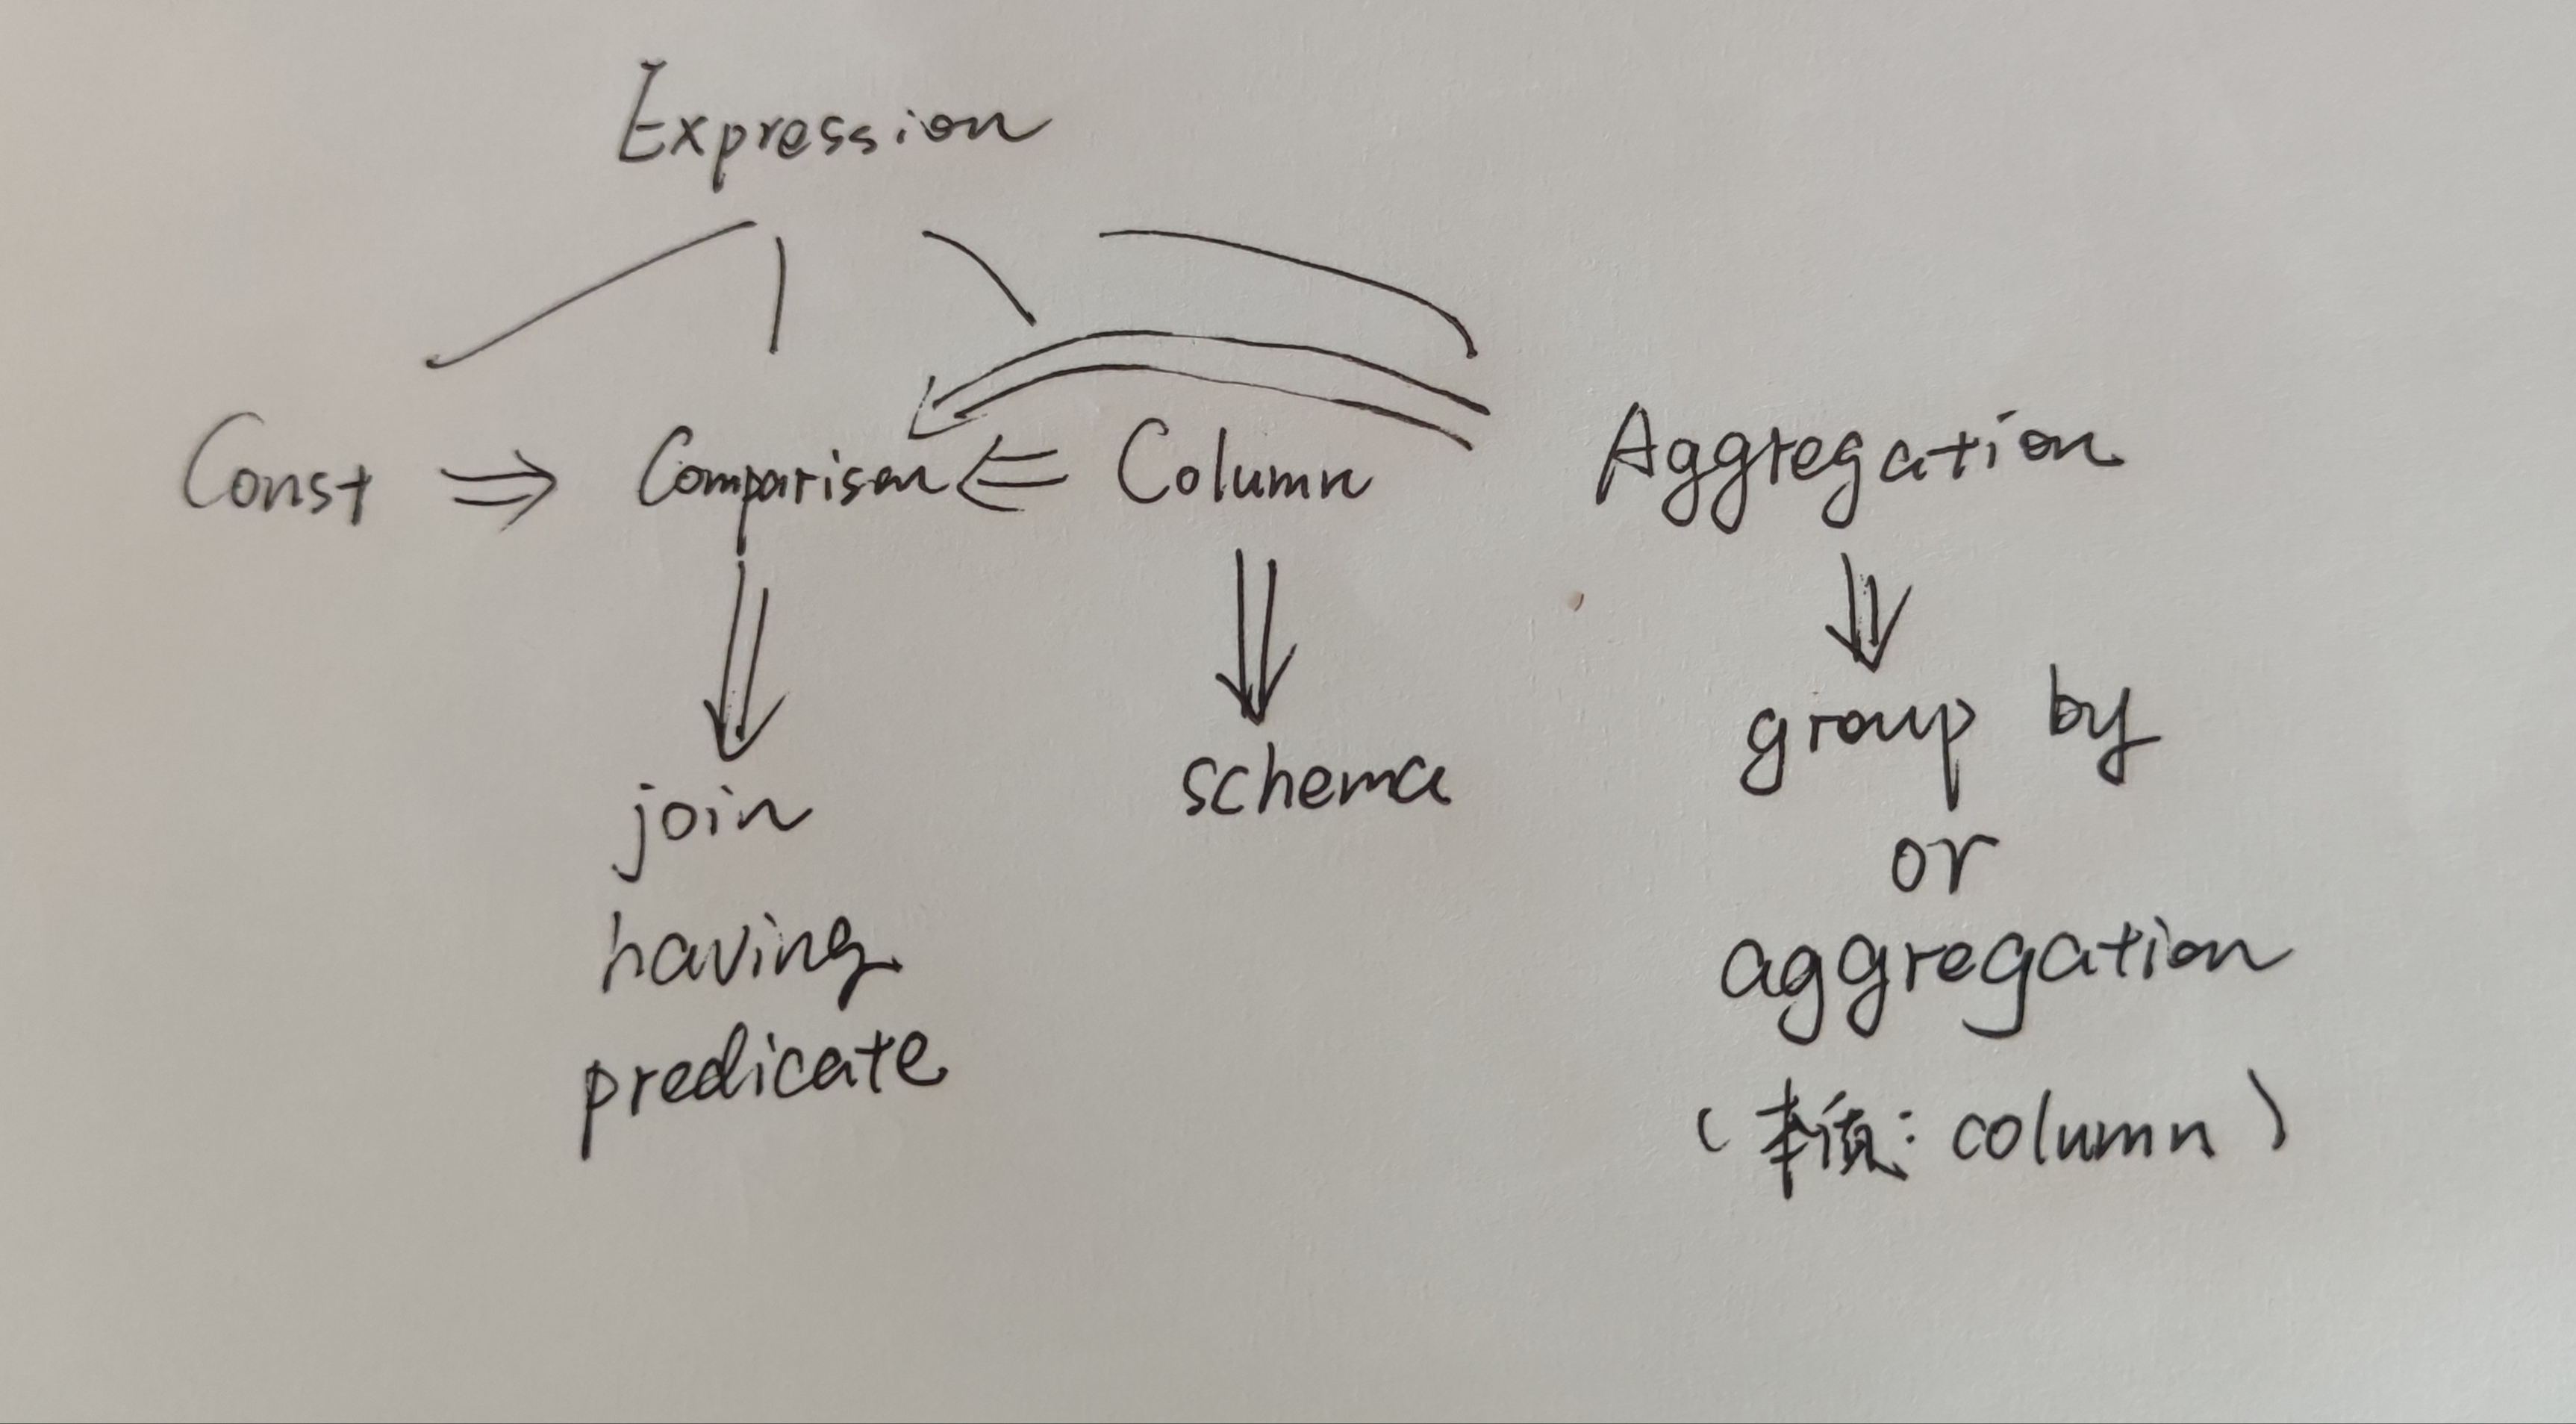 Expression
Const ⇒ Comparison ⇐ Column Aggregation
join
having
predicate
schema
group by
or
aggregation
(本质: column)